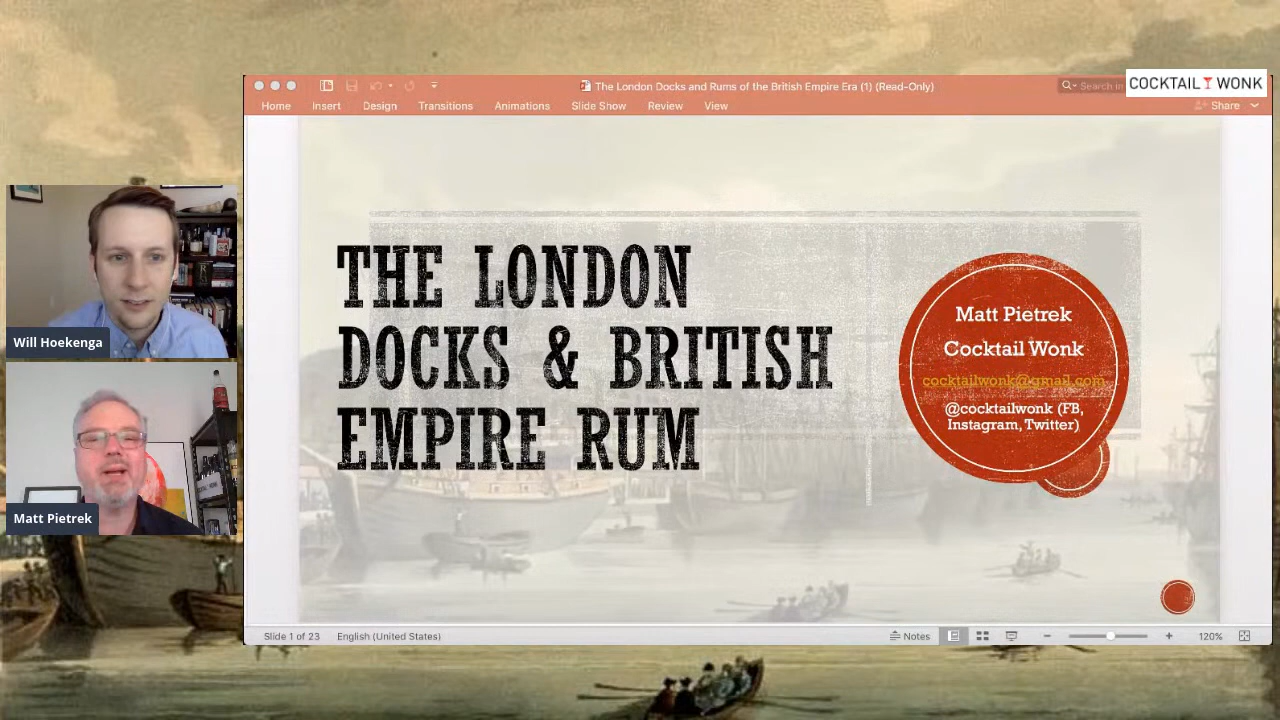 The London Docks and Rums of the British Empire Era (1) (Read-Only)
Search in
COCKTAIL WONK
Home Insert Design Transitions Animations Slide Show Review View Share
THE LONDON
DOCKS & BRITISH
EMPIRE RUM
Matt Pietrek
Cocktail Wonk
cocktailwonk@gmail.com
@cocktailwonk (FB,
Instagram, Twitter)
Will Hoekenga
Matt Pietrek
Slide 1 of 23 English (United States) Notes 120%